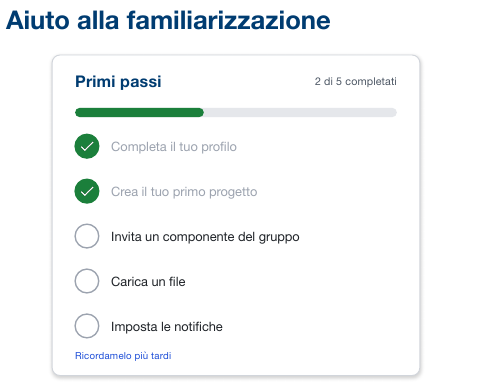 Aiuto alla familiarizzazione
Primi passi
2 di 5 completati
Completa il tuo profilo
Crea il tuo primo progetto
Invita un componente del gruppo
Carica un file
Imposta le notifiche
Ricordamelo più tardi